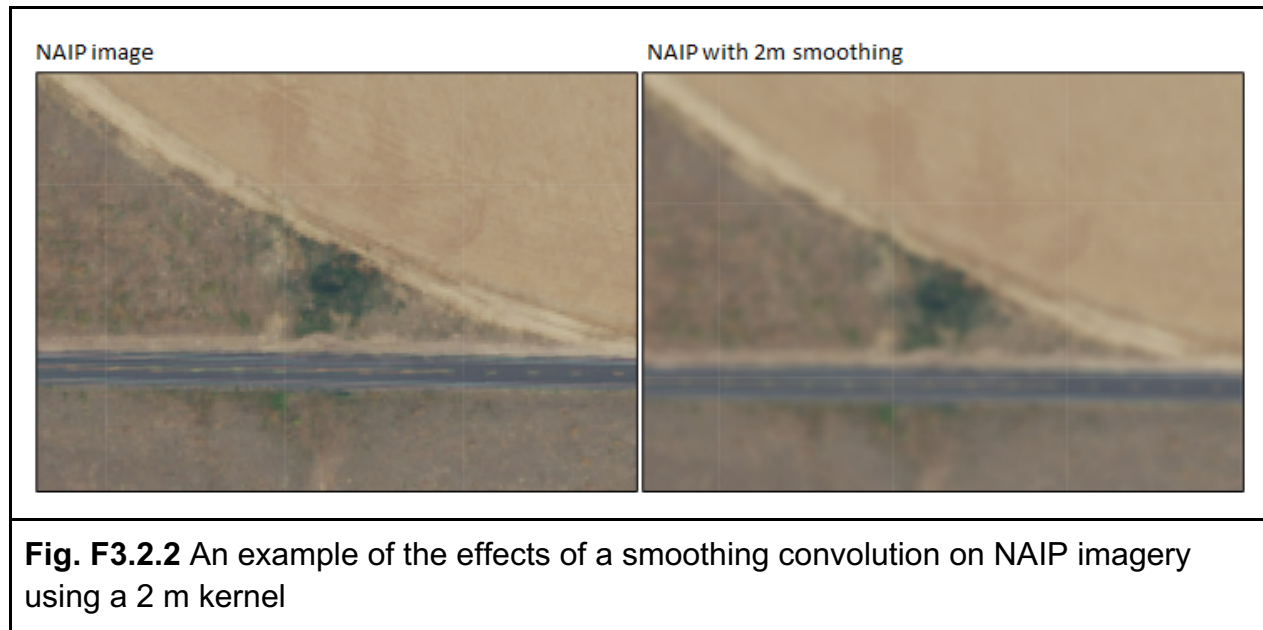 NAIP image
NAIP with 2m smoothing
Fig. F3.2.2 An example of the effects of a smoothing convolution on NAIP imagery
using a 2 m kernel